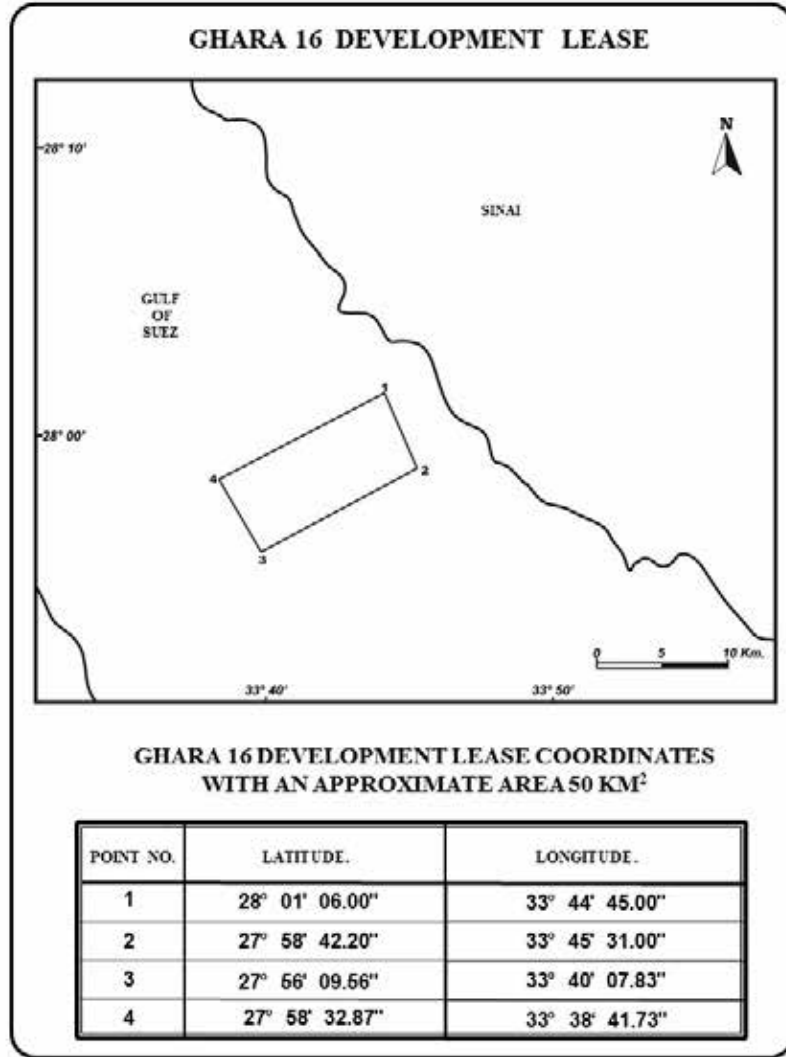 GHARA 16 DEVELOPMENT LEASE
N
28° 10'
SINAI
GULF
OF
SUEZ
1
28° 00'
2
4
3
0 5 10 Km.
33° 40' 33° 50'
GHARA 16 DEVELOPMENT LEASE COORDINATES
WITH AN APPROXIMATE AREA 50 KM²
POINT NO. LATITUDE. LONGITUDE.
1 28° 01' 06.00" 33° 44' 45.00"
2 27° 58' 42.20" 33° 45' 31.00"
3 27° 56' 09.56" 33° 40' 07.83"
4 27° 58' 32.87" 33° 38' 41.73"